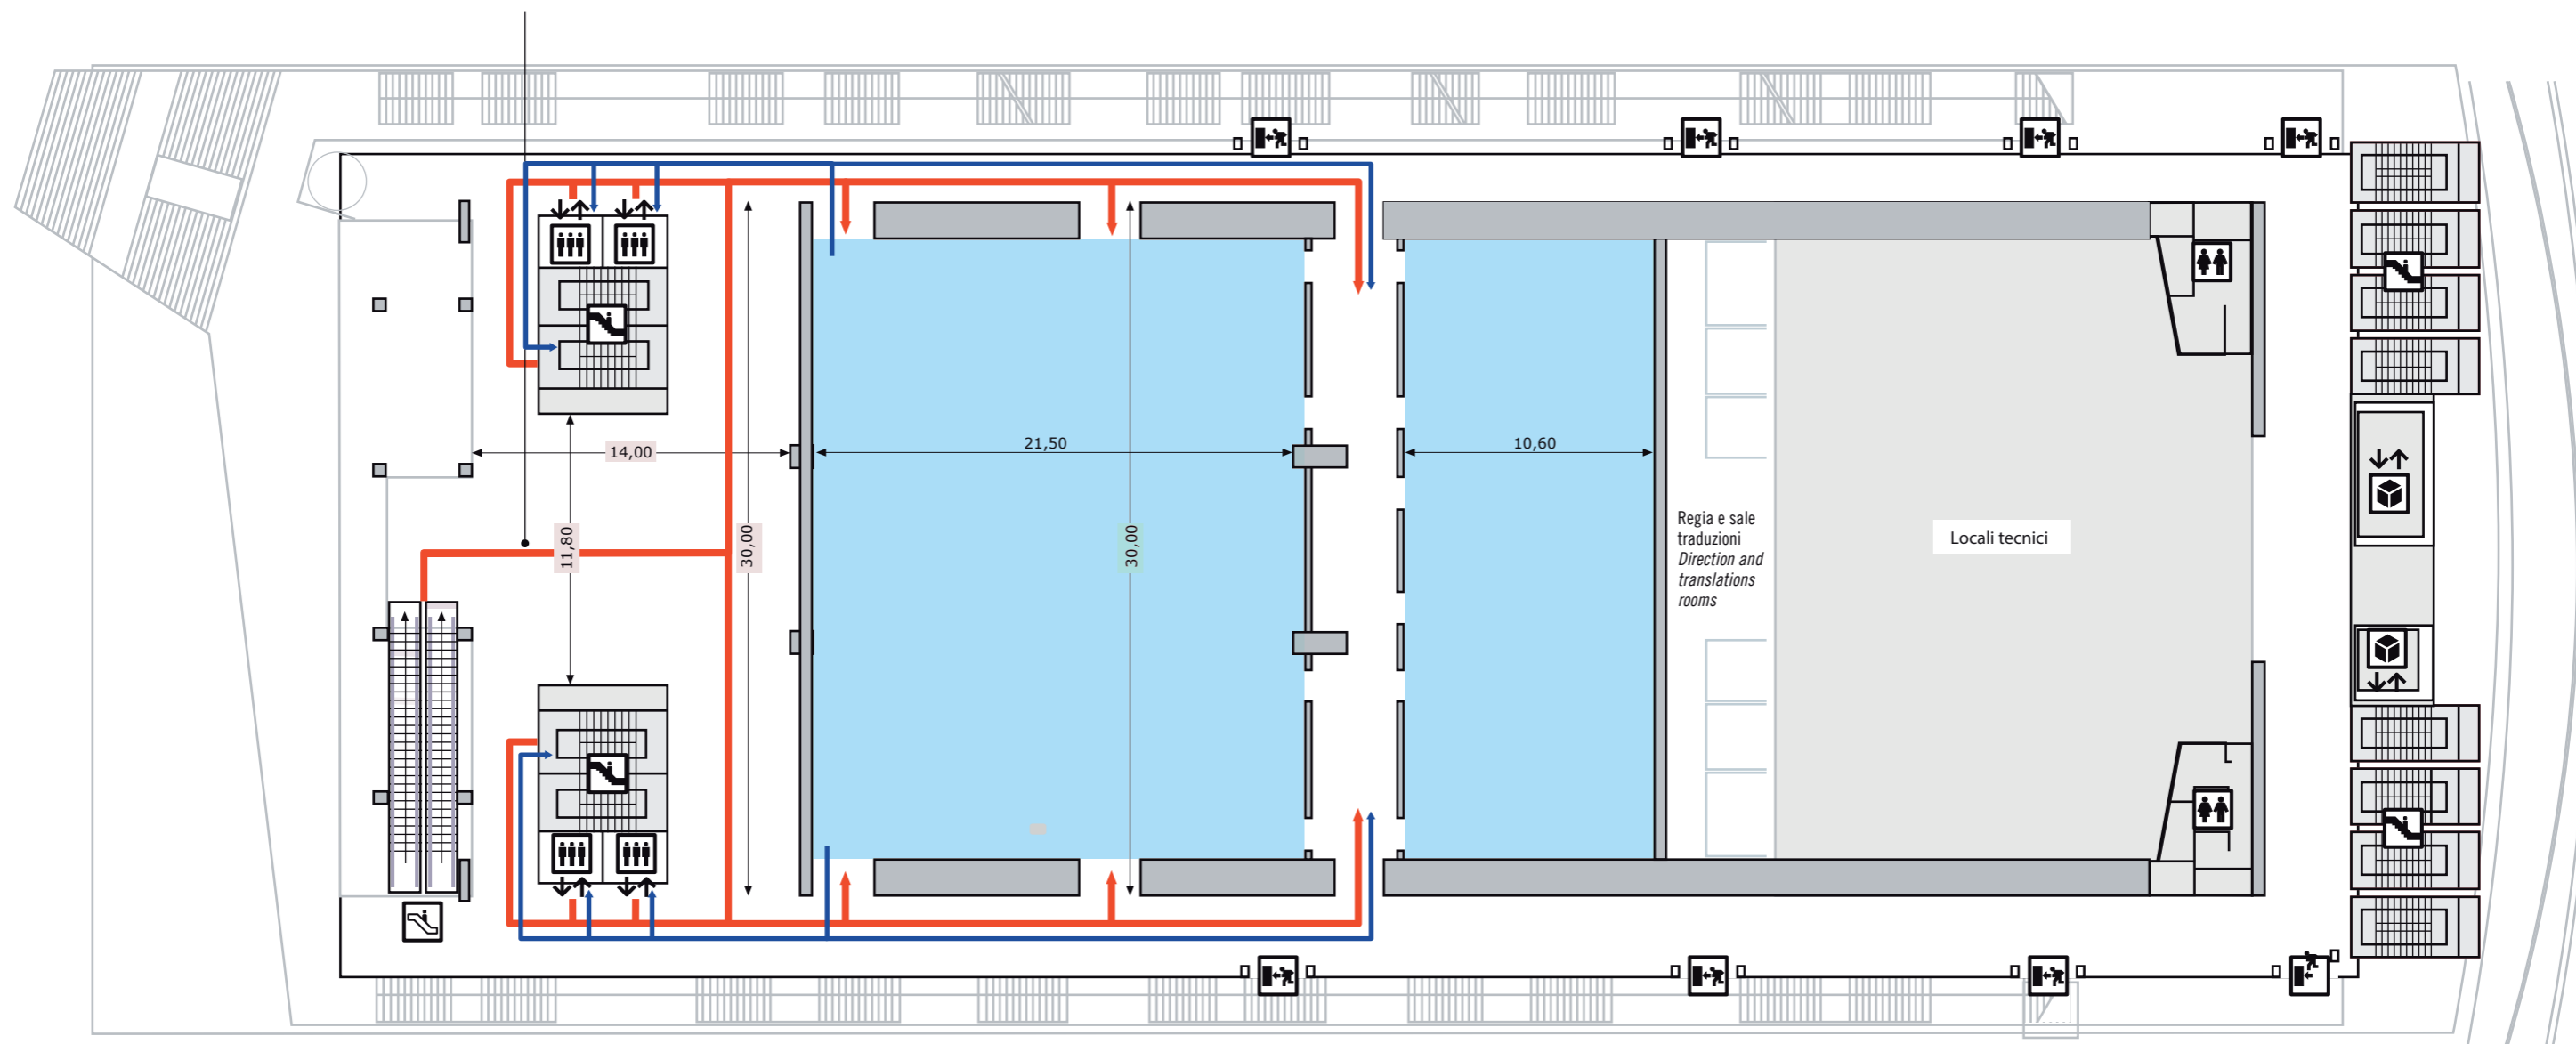 14,00
21,50
10,60
11,80
30,00
30,00
Regia e sale
traduzioni
Direction and
translations
rooms
Locali tecnici